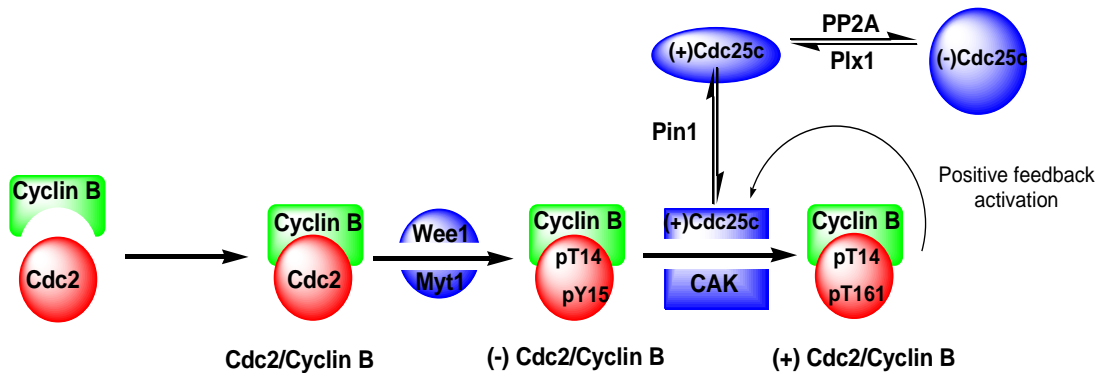 PP2A
(+)Cdc25c
(-)Cdc25c
Plx1
Pin1
Positive feedback
activation
Cyclin B
Cyclin B
Cyclin B
(+)Cdc25c
Cyclin B
Wee1
pT14
pT14
Cdc2
Cdc2
Myt1
pY15
CAK
pT161
Cdc2/Cyclin B
(-) Cdc2/Cyclin B
(+) Cdc2/Cyclin B